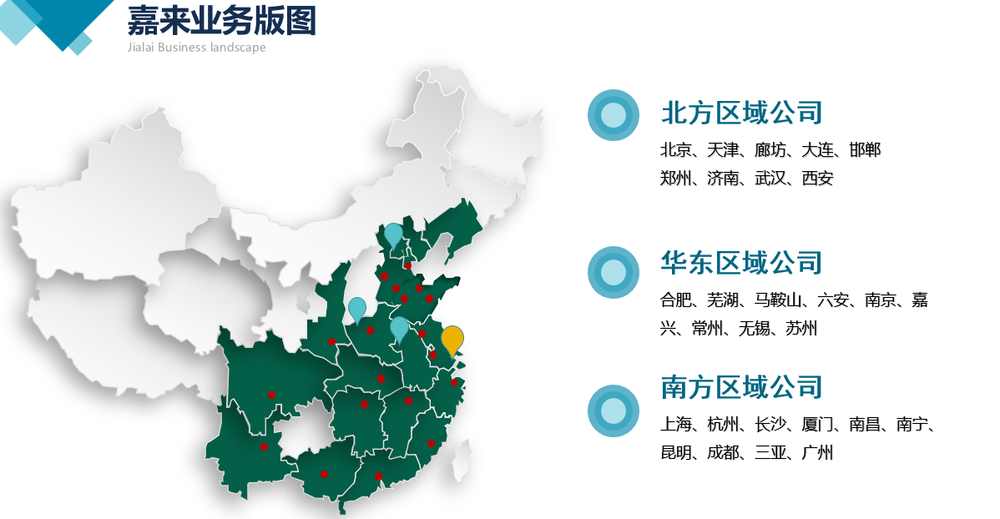 嘉来业务版图
Jialai Business landscape
北方区域公司
北京、天津、廊坊、大连、邯郸
郑州、济南、武汉、西安
华东区域公司
合肥、芜湖、马鞍山、六安、南京、嘉
兴、常州、无锡、苏州
南方区域公司
上海、杭州、长沙、厦门、南昌、南宁、
昆明、成都、三亚、广州